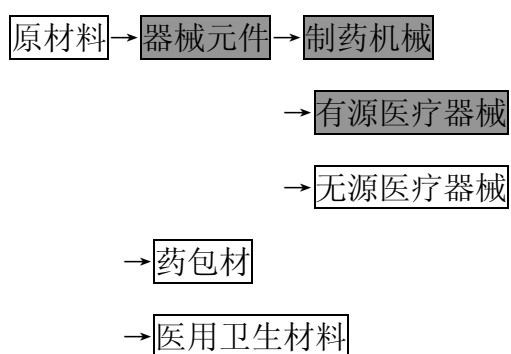 原材料→器械元件→制药机械
→有源医疗器械
→无源医疗器械
→药包材
→医用卫生材料